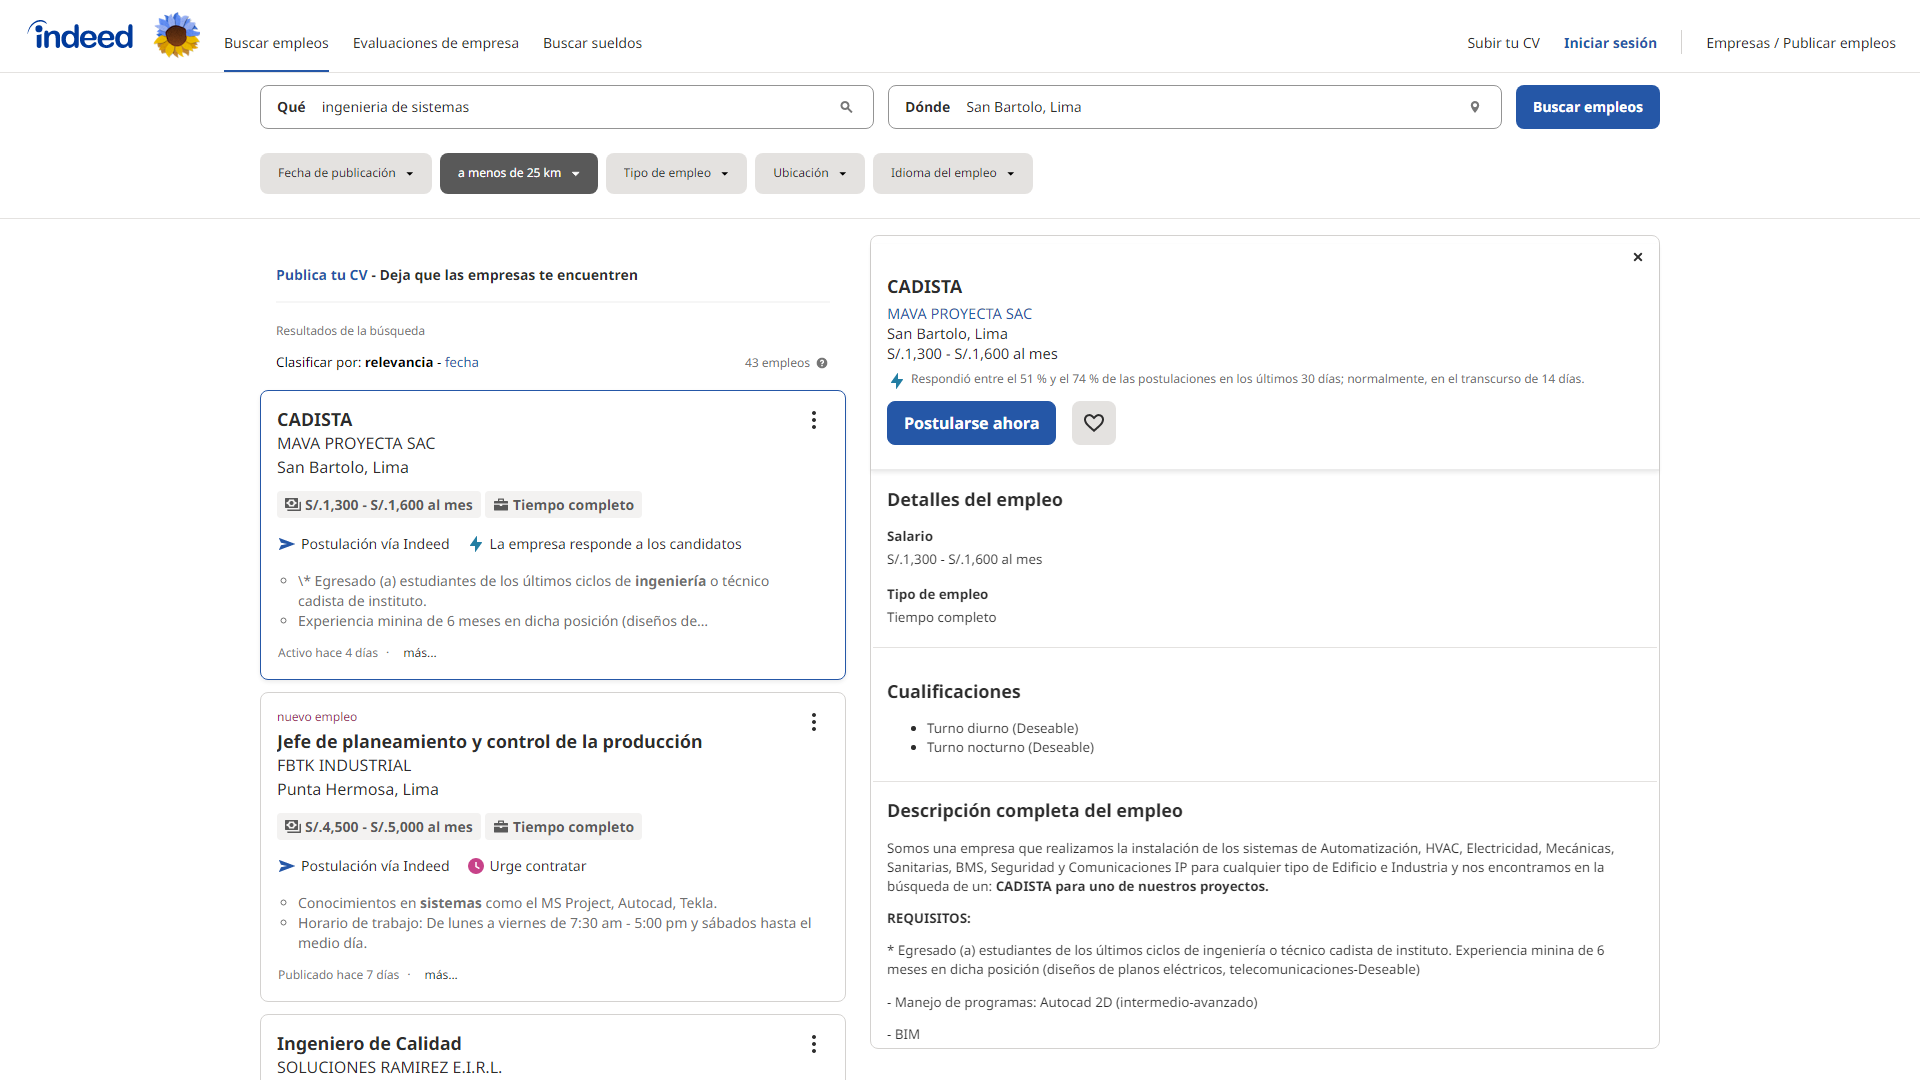 indeed
Buscar empleos
Evaluaciones de empresa
Buscar sueldos
Subir tu CV
Iniciar sesión
Empresas / Publicar empleos
Qué ingenieria de sistemas
Dónde San Bartolo, Lima
Buscar empleos
Fecha de publicación
a menos de 25 km
Tipo de empleo
Ubicación
Idioma del empleo
Publica tu CV - Deja que las empresas te encuentren
Resultados de la búsqueda
Clasificar por: relevancia - fecha
43 empleos ?
CADISTA
MAVA PROYECTA SAC
San Bartolo, Lima
S/.1,300 - S/.1,600 al mes
Tiempo completo
Postulación vía Indeed
La empresa responde a los candidatos
\* Egresado (a) estudiantes de los últimos ciclos de ingeniería o técnico
cadista de instituto.
Experiencia minina de 6 meses en dicha posición (diseños de...
Activo hace 4 días · más...
nuevo empleo
Jefe de planeamiento y control de la producción
FBTK INDUSTRIAL
Punta Hermosa, Lima
S/.4,500 - S/.5,000 al mes
Tiempo completo
Postulación vía Indeed
Urge contratar
Conocimientos en sistemas como el MS Project, Autocad, Tekla.
Horario de trabajo: De lunes a viernes de 7:30 am - 5:00 pm y sábados hasta el
medio día.
Publicado hace 7 días · más...
Ingeniero de Calidad
SOLUCIONES RAMIREZ E.I.R.L.
CADISTA
MAVA PROYECTA SAC
San Bartolo, Lima
S/.1,300 - S/.1,600 al mes
Respondió entre el 51 % y el 74 % de las postulaciones en los últimos 30 días; normalmente, en el transcurso de 14 días.
Postularse ahora
Detalles del empleo
Salario
S/.1,300 - S/.1,600 al mes
Tipo de empleo
Tiempo completo
Cualificaciones
Turno diurno (Deseable)
Turno nocturno (Deseable)
Descripción completa del empleo
Somos una empresa que realizamos la instalación de los sistemas de Automatización, HVAC, Electricidad, Mecánicas,
Sanitarias, BMS, Seguridad y Comunicaciones IP para cualquier tipo de Edificio e Industria y nos encontramos en la
búsqueda de un: CADISTA para uno de nuestros proyectos.
REQUISITOS:
* Egresado (a) estudiantes de los últimos ciclos de ingeniería o técnico cadista de instituto. Experiencia minina de 6
meses en dicha posición (diseños de planos eléctricos, telecomunicaciones-Deseable)
- Manejo de programas: Autocad 2D (intermedio-avanzado)
- BIM